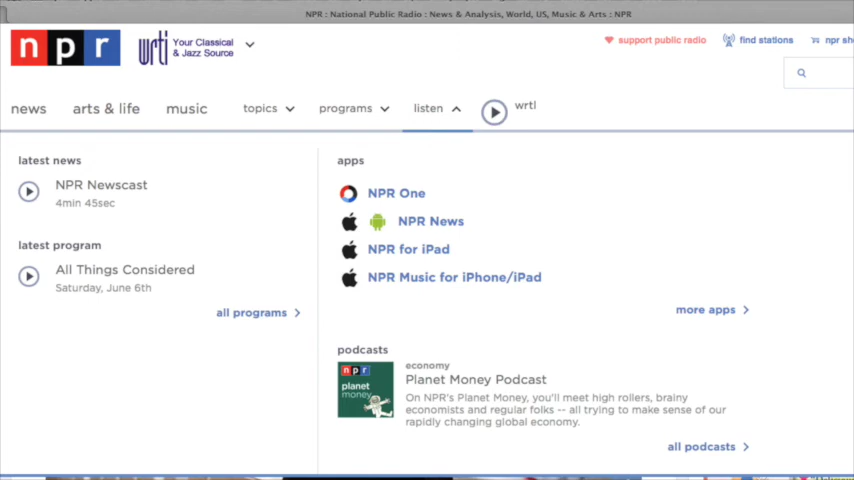 NPR : National Public Radio : News & Analysis, World, US, Music & Arts : NPR
npr
wrti
Your Classical
& Jazz Source
support public radio
find stations
npr sh
news
arts & life
music
topics
programs
listen
wrti
latest news
NPR Newscast
4min 45sec
latest program
All Things Considered
Saturday, June 6th
all programs
apps
NPR One
NPR News
NPR for iPad
NPR Music for iPhone/iPad
more apps
podcasts
npr
planet
money
economy
Planet Money Podcast
On NPR's Planet Money, you'll meet high rollers, brainy
economists and regular folks -- all trying to make sense of our
rapidly changing global economy.
all podcasts